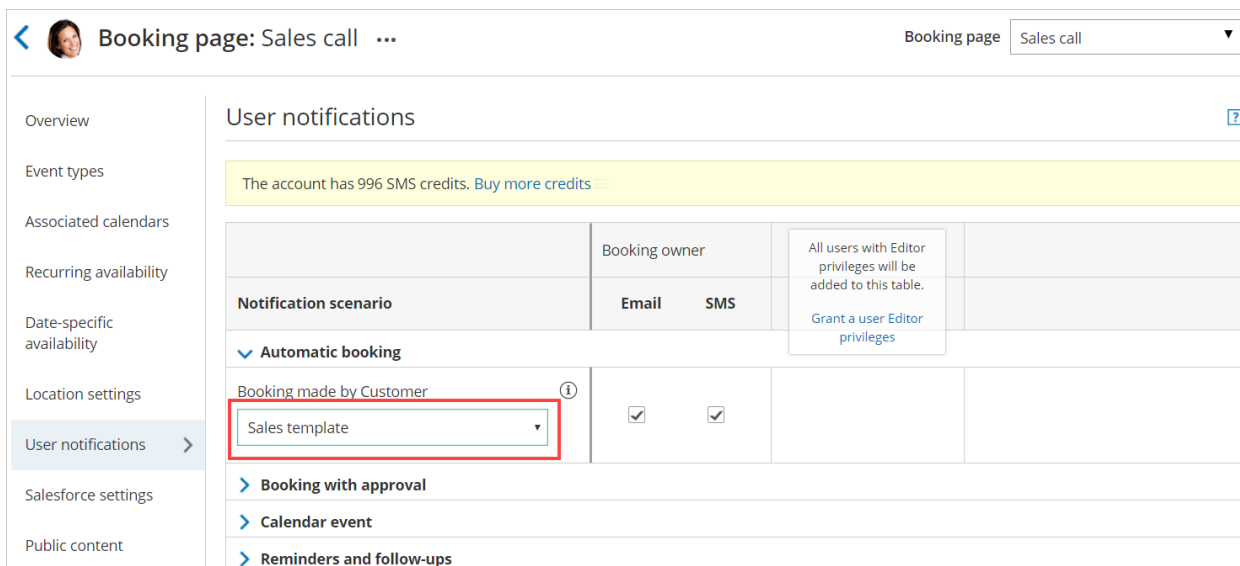 Booking page: Sales call ...
Booking page
Sales call
Overview
Event types
Associated calendars
Recurring availability
Date-specific
availability
Location settings
User notifications
Salesforce settings
Public content
User notifications
?
The account has 996 SMS credits. Buy more credits
Booking owner
All users with Editor
privileges will be
added to this table.
Grant a user Editor
privileges
Notification scenario
Email
SMS
Automatic booking
Booking made by Customer
i
Sales template
Booking with approval
Calendar event
Reminders and follow-ups